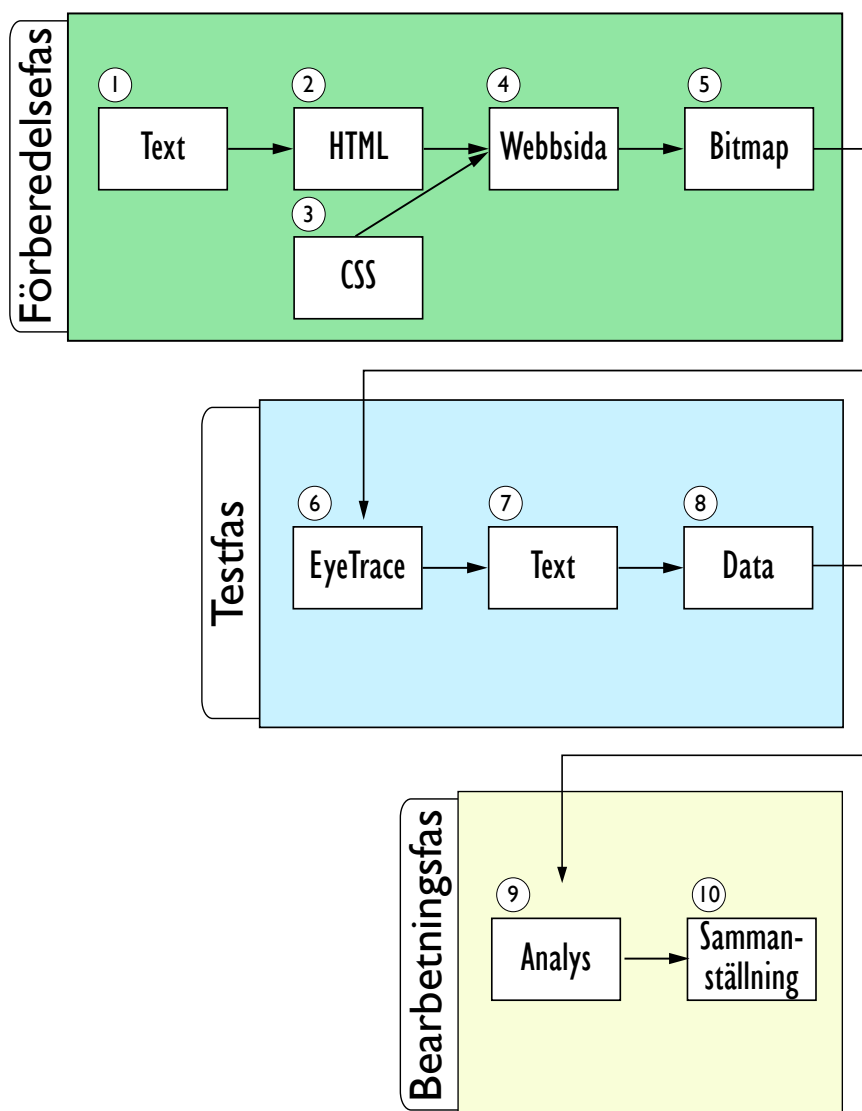 Förberedelsefas
1
Text
2
HTML
3
CSS
4
Webbsida
5
Bitmap
Testfas
6
EyeTrace
7
Text
8
Data
Bearbetningsfas
9
Analys
10
Samman-
ställning